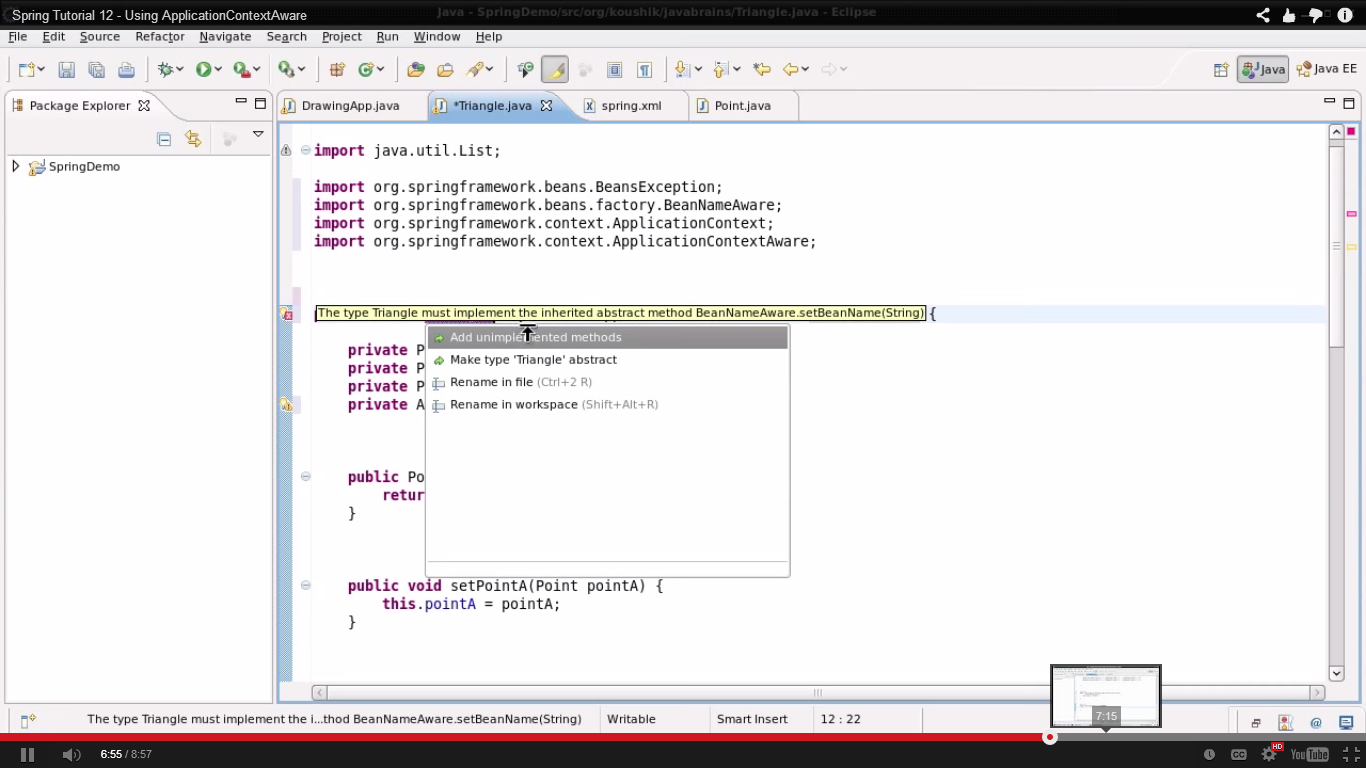 Java - SpringDemo/src/org/koushik/javabrains/Triangle.java - Eclipse
Spring Tutorial 12 - Using ApplicationContextAware
File Edit Source Refactor Navigate Search Project Run Window Help
Java Java EE
Package Explorer
DrawingApp.java *Triangle.java spring.xml Point.java
SpringDemo
import java.util.List;
import org.springframework.beans.BeansException;
import org.springframework.beans.factory.BeanNameAware;
import org.springframework.context.ApplicationContext;
import org.springframework.context.ApplicationContextAware;
The type Triangle must implement the inherited abstract method BeanNameAware.setBeanName(String) {
Add unimplemented methods
Make type 'Triangle' abstract
Rename in file (Ctrl+2 R)
Rename in workspace (Shift+Alt+R)
private P
private P
private P
private A
public Po
retur
}
public void setPointA(Point pointA) {
this.pointA = pointA;
}
The type Triangle must implement the i...thod BeanNameAware.setBeanName(String) Writable Smart Insert 12 : 22
7:15
6:55 / 8:57
CC HD YouTube